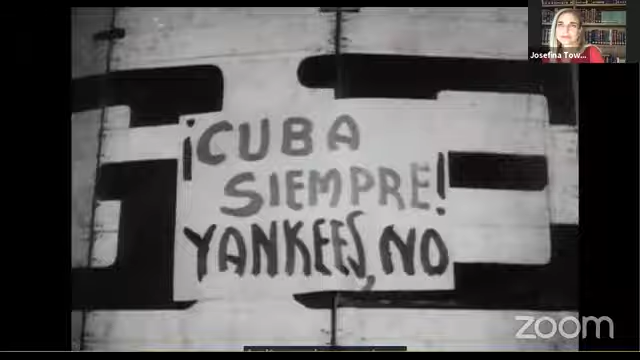 Josefina Tow...
¡CUBA
SIEMPRE!
YANKEES, NO
zoom